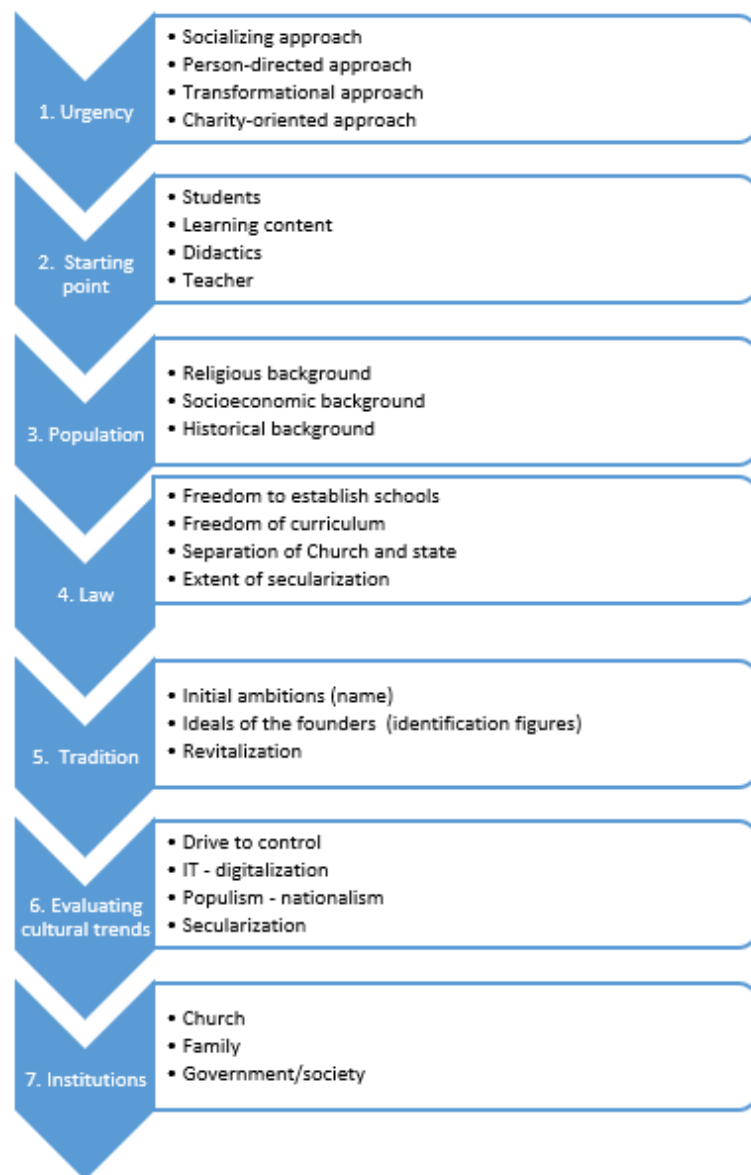 1. Urgency
• Socializing approach
• Person-directed approach
• Transformational approach
• Charity-oriented approach
2. Starting
point
• Students
• Learning content
• Didactics
• Teacher
3. Population
• Religious background
• Socioeconomic background
• Historical background
4. Law
• Freedom to establish schools
• Freedom of curriculum
• Separation of Church and state
• Extent of secularization
5. Tradition
• Initial ambitions (name)
• Ideals of the founders (identification figures)
• Revitalization
6. Evaluating
cultural trends
• Drive to control
• IT - digitalization
• Populism - nationalism
• Secularization
7. Institutions
• Church
• Family
• Government/society